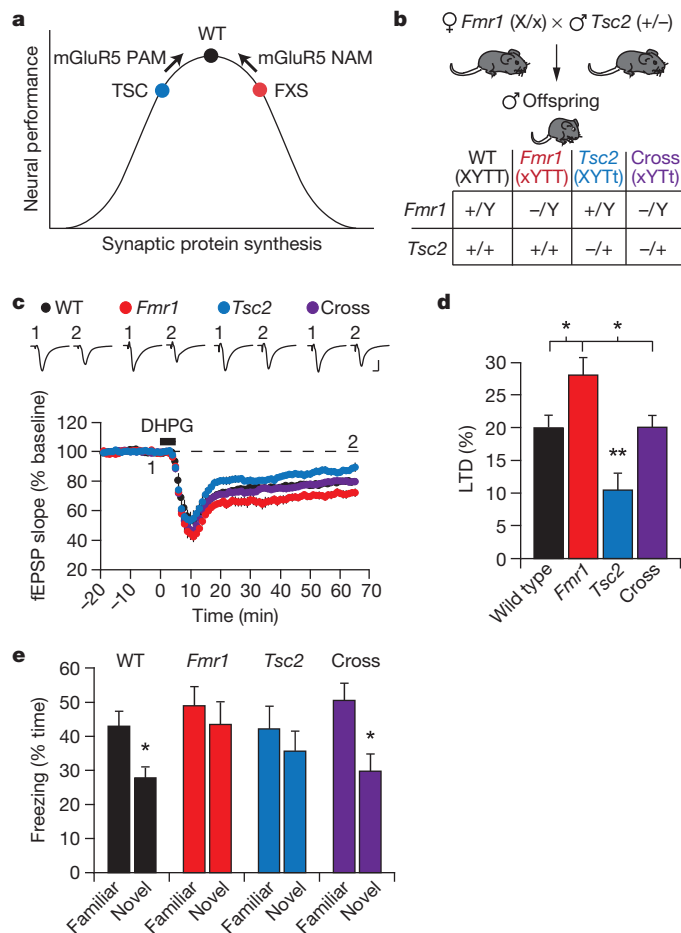 a
WT
mGluR5 PAM
mGluR5 NAM
TSC
FXS
Neural performance
Synaptic protein synthesis
b
♀ Fmr1 (X/x) × ♂ Tsc2 (+/−)
♂ Offspring
WT Fmr1 Tsc2 Cross
(XYTT) (xYTT) (XYTt) (xYTt)
Fmr1 +/Y −/Y +/Y −/Y
Tsc2 +/+ +/+ −/+ −/+
c
WT Fmr1 Tsc2 Cross
1 2 1 2 1 2 1 2
DHPG
1
2
fEPSP slope (% baseline)
120
100
80
60
40
20
−20 −10 0 10 20 30 40 50 60 70
Time (min)
d
* *
**
LTD (%)
30
25
20
15
10
5
0
Wild type Fmr1 Tsc2 Cross
e
WT Fmr1 Tsc2 Cross
* *
Freezing (% time)
60
50
40
30
20
10
0
Familiar Novel Familiar Novel Familiar Novel Familiar Novel